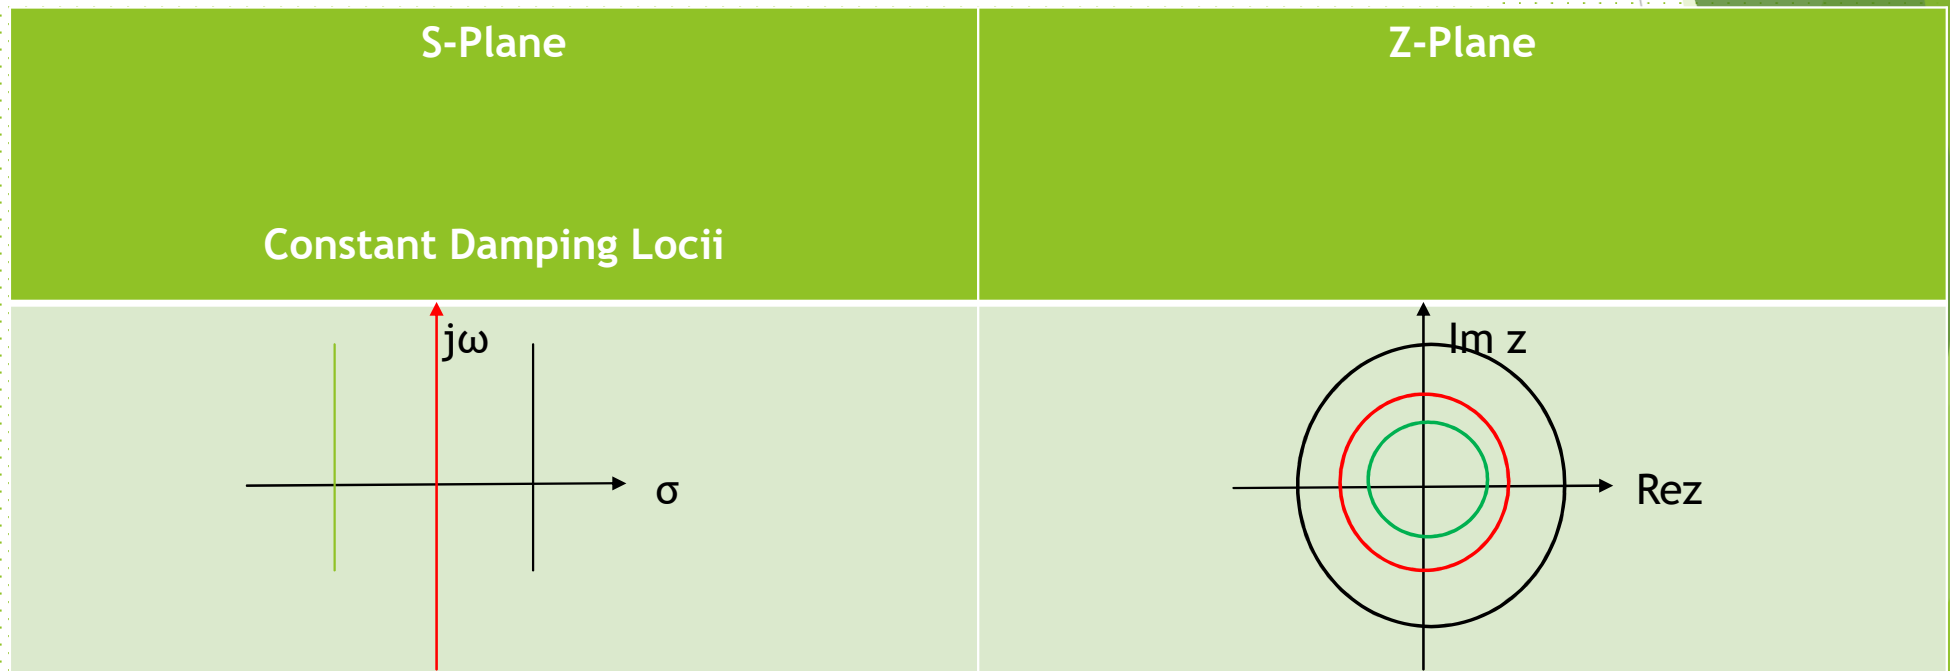 S-Plane
Constant Damping Locii
Z-Plane
jω
σ
Im z
Rez